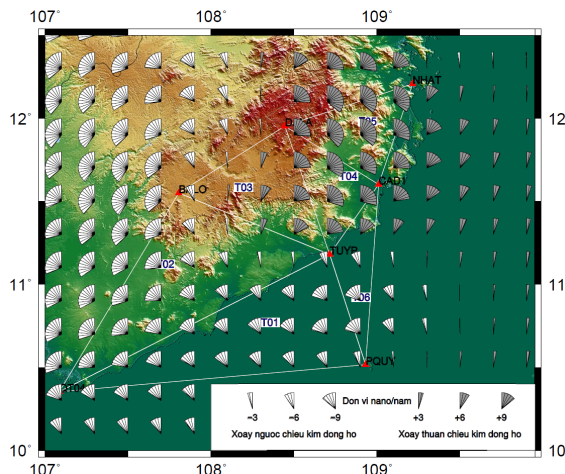 107˚ 108˚ 109˚
NHAT
12˚ 12˚
T05
T04
CAD1
T03
TUYP
11˚ 11˚
T02
T06
T01
PQUY
Don vi nano/nam
−3 −6 −9 +3 +6 +9
Xoay nguoc chieu kim dong ho Xoay thuan chieu kim dong ho
10˚ 10˚
107˚ 108˚ 109˚